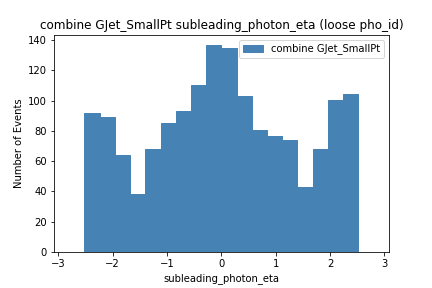 combine GJet_SmallPt subleading_photon_eta (loose pho_id)
combine GJet_SmallPt
Number of Events
140
120
100
80
60
40
20
0
−3 −2 −1 0 1 2 3
subleading_photon_eta